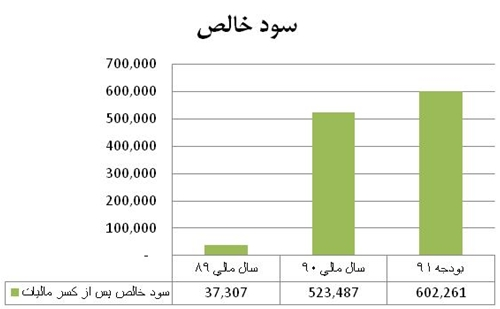 سود خالص
700,000
600,000
500,000
400,000
300,000
200,000
100,000
-
سال مالی ۸۹ سال مالی ۹۰ بودجه ۹۱
سود خالص پس از کسر مالیات 37,307 523,487 602,261